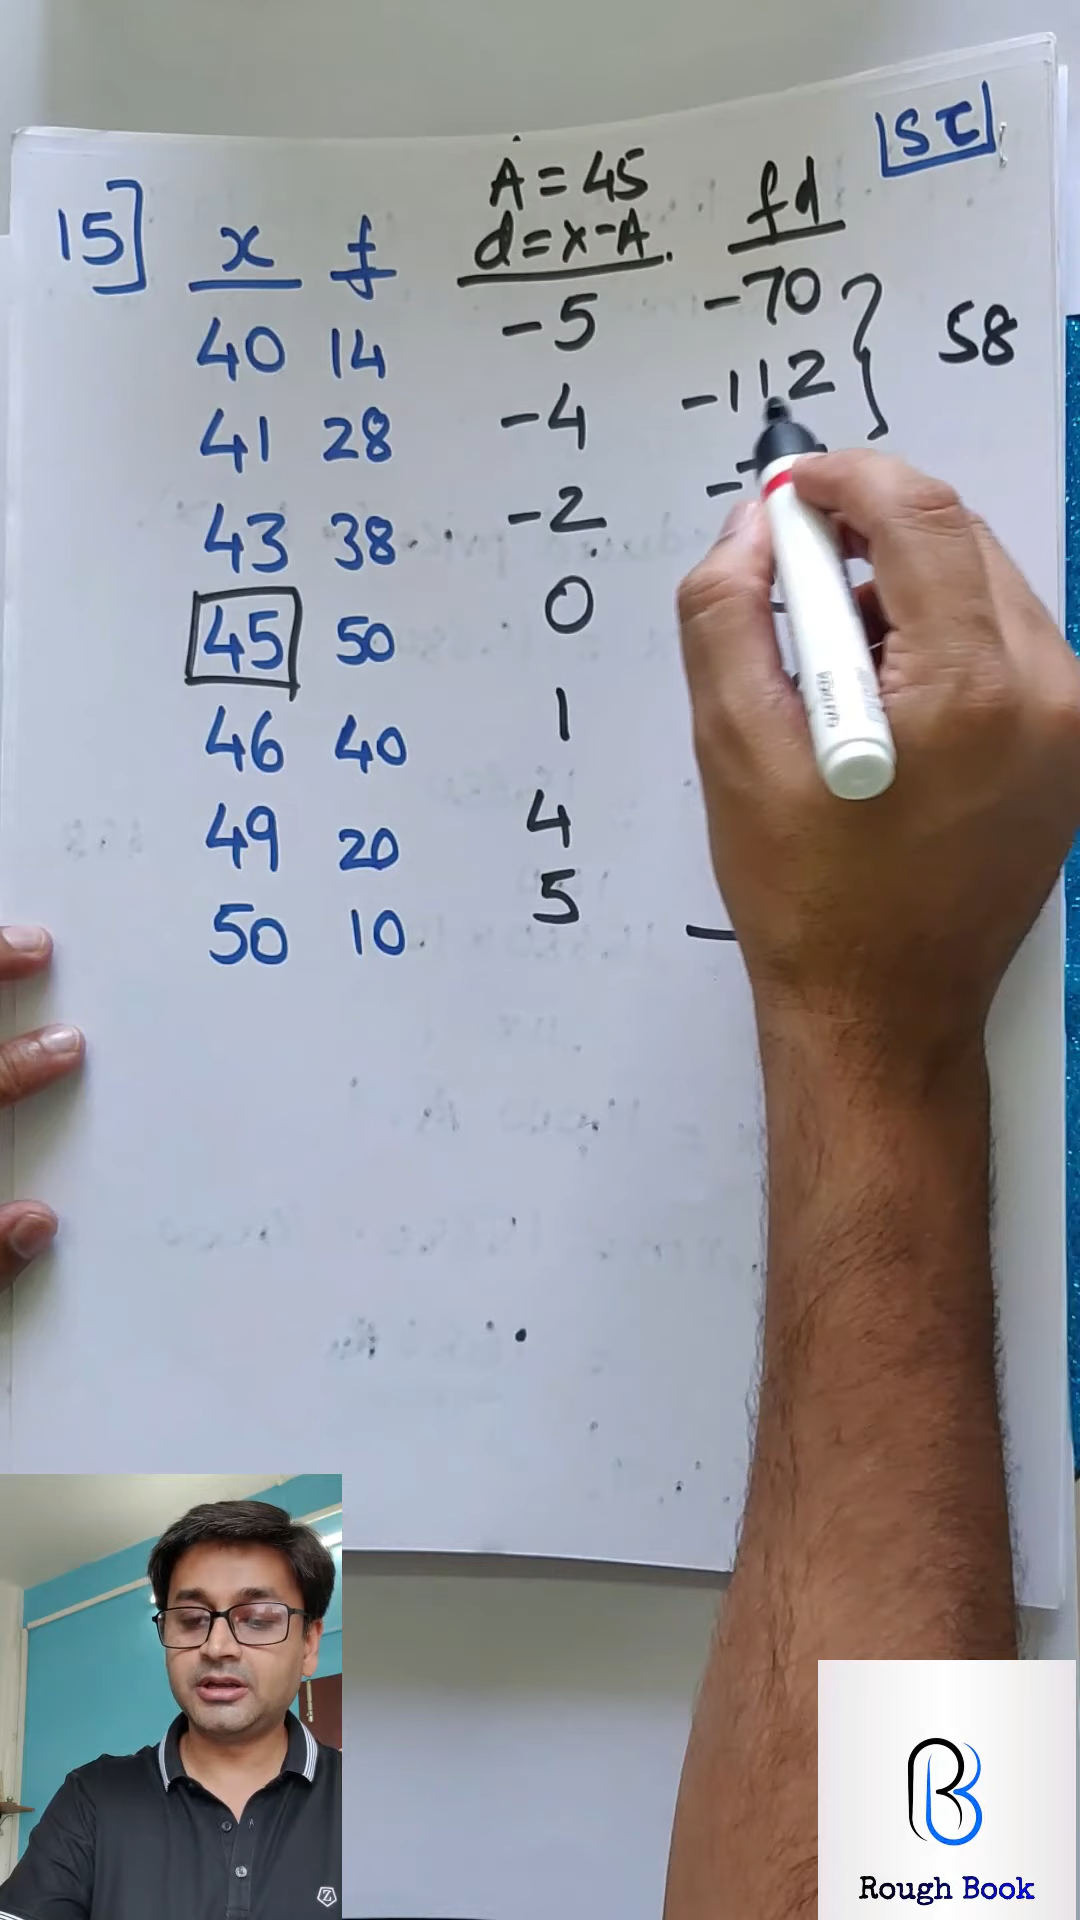 SI
15] x f A = 45 d = x - A. fd
40 14 -5 -70
58
41 28 -4 -112
43 38 -2
45 50 0
46 40 1
49 20 4
50 10 5
Z
B
Rough Book